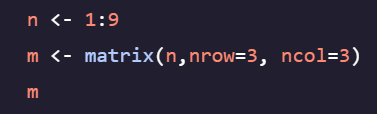 n <- 1:9
m <- matrix(n,nrow=3, ncol=3)
m